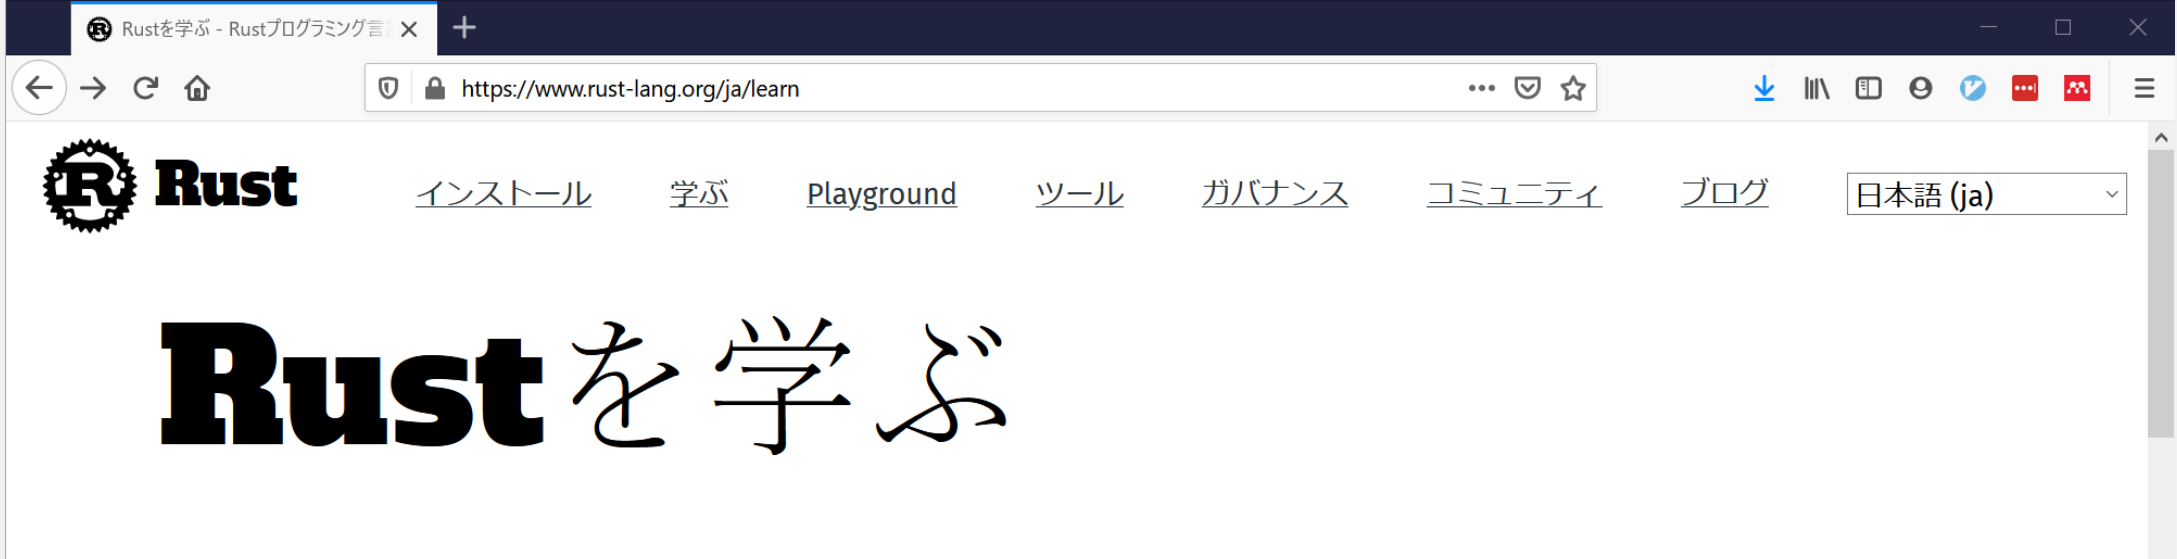 Rustを学ぶ - Rustプログラミング言
https://www.rust-lang.org/ja/learn
Rust インストール 学ぶ Playground ツール ガバナンス コミュニティ ブログ 日本語 (ja)
Rustを学ぶ